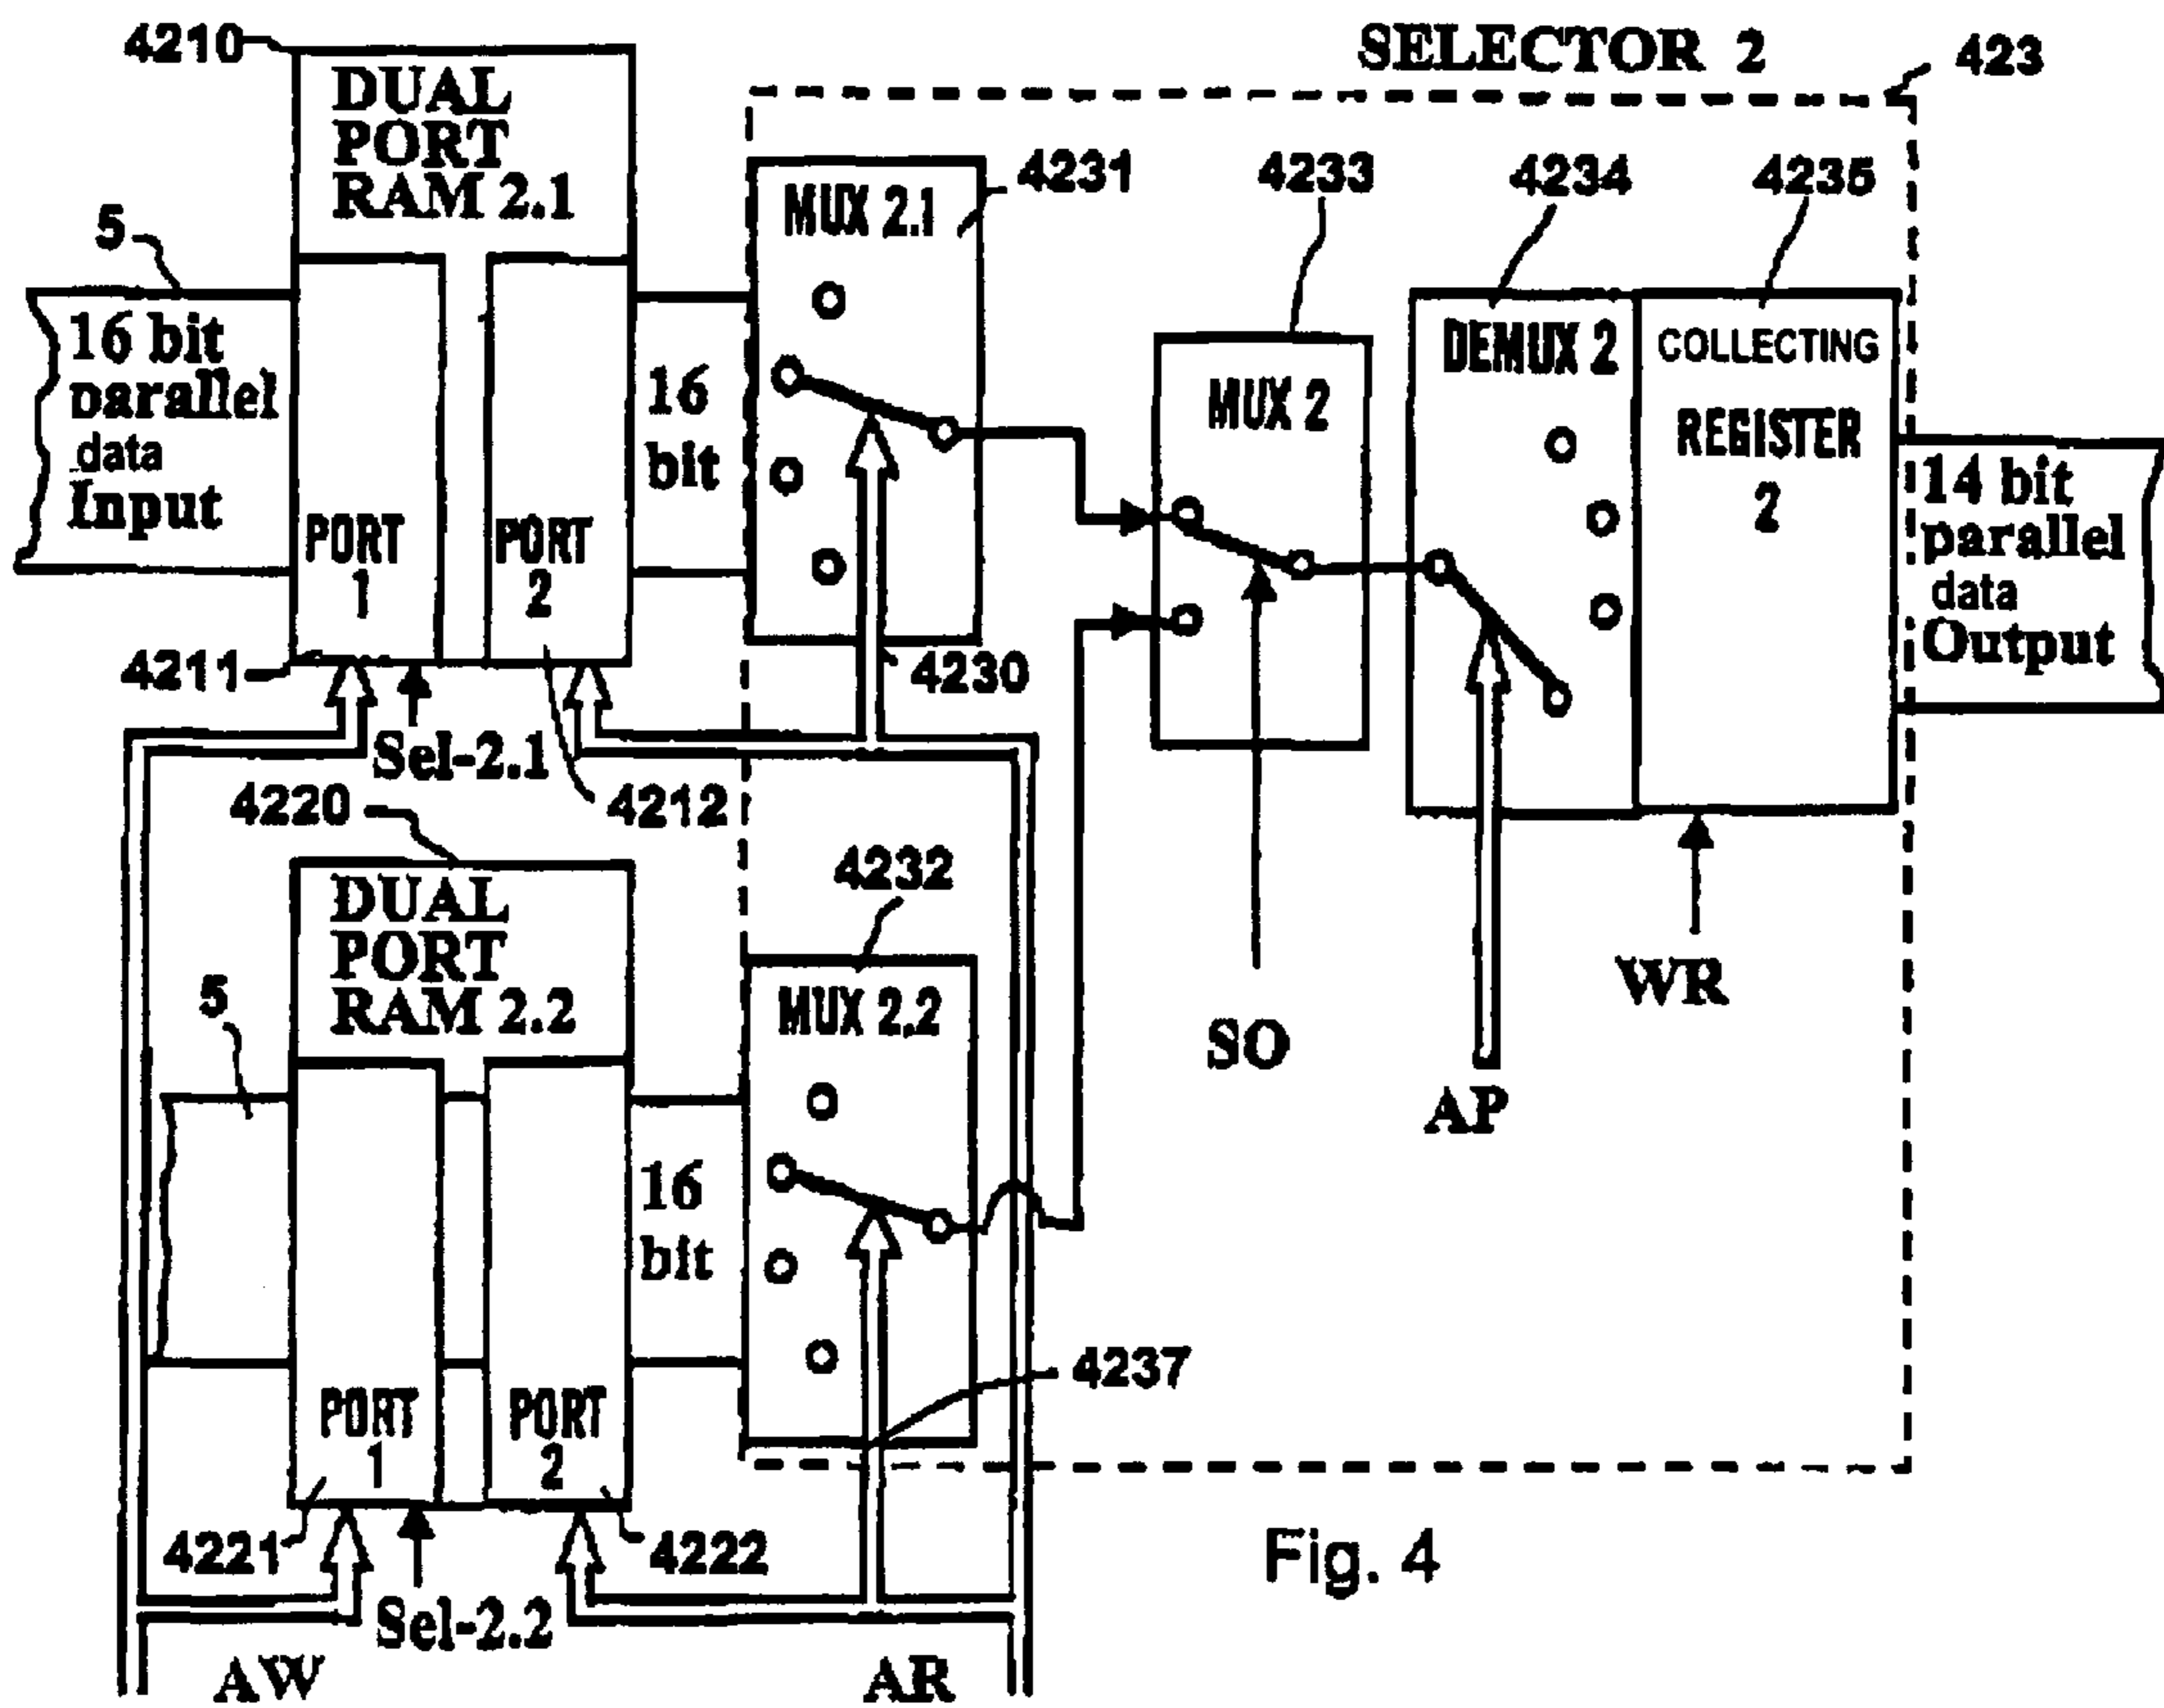 SELECTOR 2
423
4210
DUAL
PORT
RAM 2.1
5
16 bit
parallel
data
Input
PORT
1
PORT
2
16
bit
MUX 2.1
4231
4233
4234
4235
MUX 2
DEMUX 2
COLLECTING
REGISTER
2
14 bit
parallel
data
Output
4211
Sel-2.1
4212
4230
4220
DUAL
PORT
RAM 2.2
5
PORT
1
PORT
2
16
bit
4232
MUX 2,2
4237
SO
AP
WR
4221
4222
Sel-2.2
AW
AR
Fig. 4